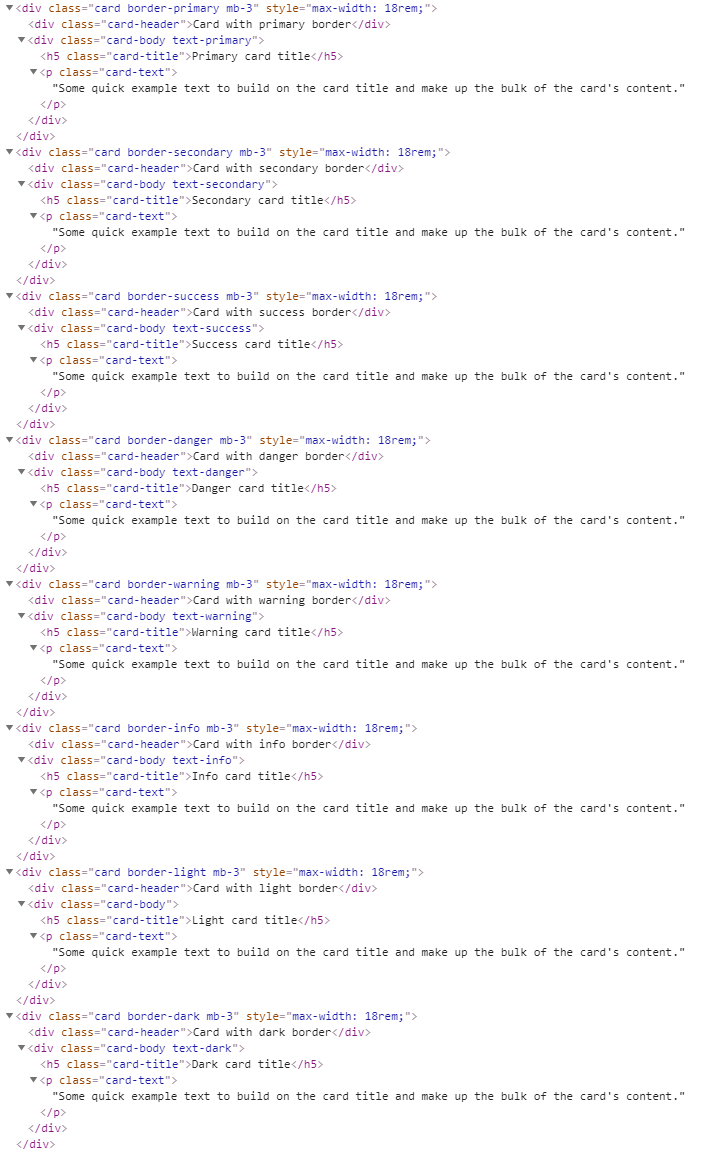 <div class="card border-primary mb-3" style="max-width: 18rem;">
<div class="card-header">Card with primary border</div>
<div class="card-body text-primary">
<h5 class="card-title">Primary card title</h5>
<p class="card-text">
"Some quick example text to build on the card title and make up the bulk of the card's content."
</p>
</div>
</div>
<div class="card border-secondary mb-3" style="max-width: 18rem;">
<div class="card-header">Card with secondary border</div>
<div class="card-body text-secondary">
<h5 class="card-title">Secondary card title</h5>
<p class="card-text">
"Some quick example text to build on the card title and make up the bulk of the card's content."
</p>
</div>
</div>
<div class="card border-success mb-3" style="max-width: 18rem;">
<div class="card-header">Card with success border</div>
<div class="card-body text-success">
<h5 class="card-title">Success card title</h5>
<p class="card-text">
"Some quick example text to build on the card title and make up the bulk of the card's content."
</p>
</div>
</div>
<div class="card border-danger mb-3" style="max-width: 18rem;">
<div class="card-header">Card with danger border</div>
<div class="card-body text-danger">
<h5 class="card-title">Danger card title</h5>
<p class="card-text">
"Some quick example text to build on the card title and make up the bulk of the card's content."
</p>
</div>
</div>
<div class="card border-warning mb-3" style="max-width: 18rem;">
<div class="card-header">Card with warning border</div>
<div class="card-body text-warning">
<h5 class="card-title">Warning card title</h5>
<p class="card-text">
"Some quick example text to build on the card title and make up the bulk of the card's content."
</p>
</div>
</div>
<div class="card border-info mb-3" style="max-width: 18rem;">
<div class="card-header">Card with info border</div>
<div class="card-body text-info">
<h5 class="card-title">Info card title</h5>
<p class="card-text">
"Some quick example text to build on the card title and make up the bulk of the card's content."
</p>
</div>
</div>
<div class="card border-light mb-3" style="max-width: 18rem;">
<div class="card-header">Card with light border</div>
<div class="card-body">
<h5 class="card-title">Light card title</h5>
<p class="card-text">
"Some quick example text to build on the card title and make up the bulk of the card's content."
</p>
</div>
</div>
<div class="card border-dark mb-3" style="max-width: 18rem;">
<div class="card-header">Card with dark border</div>
<div class="card-body text-dark">
<h5 class="card-title">Dark card title</h5>
<p class="card-text">
"Some quick example text to build on the card title and make up the bulk of the card's content."
</p>
</div>
</div>